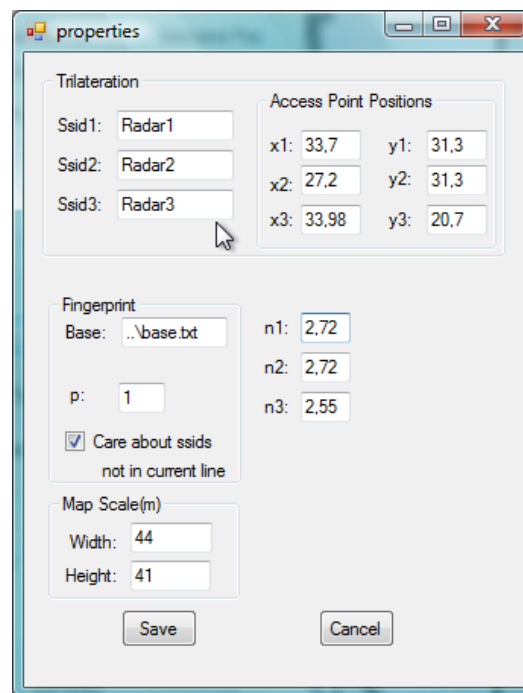 properties
Trilateration
Ssid1: Radar1
Ssid2: Radar2
Ssid3: Radar3
Access Point Positions
x1: 33,7 y1: 31,3
x2: 27,2 y2: 31,3
x3: 33,98 y3: 20,7
Fingerprint
Base: ..\base.txt
p: 1
Care about ssids
not in current line
n1: 2,72
n2: 2,72
n3: 2,55
Map Scale(m)
Width: 44
Height: 41
Save Cancel